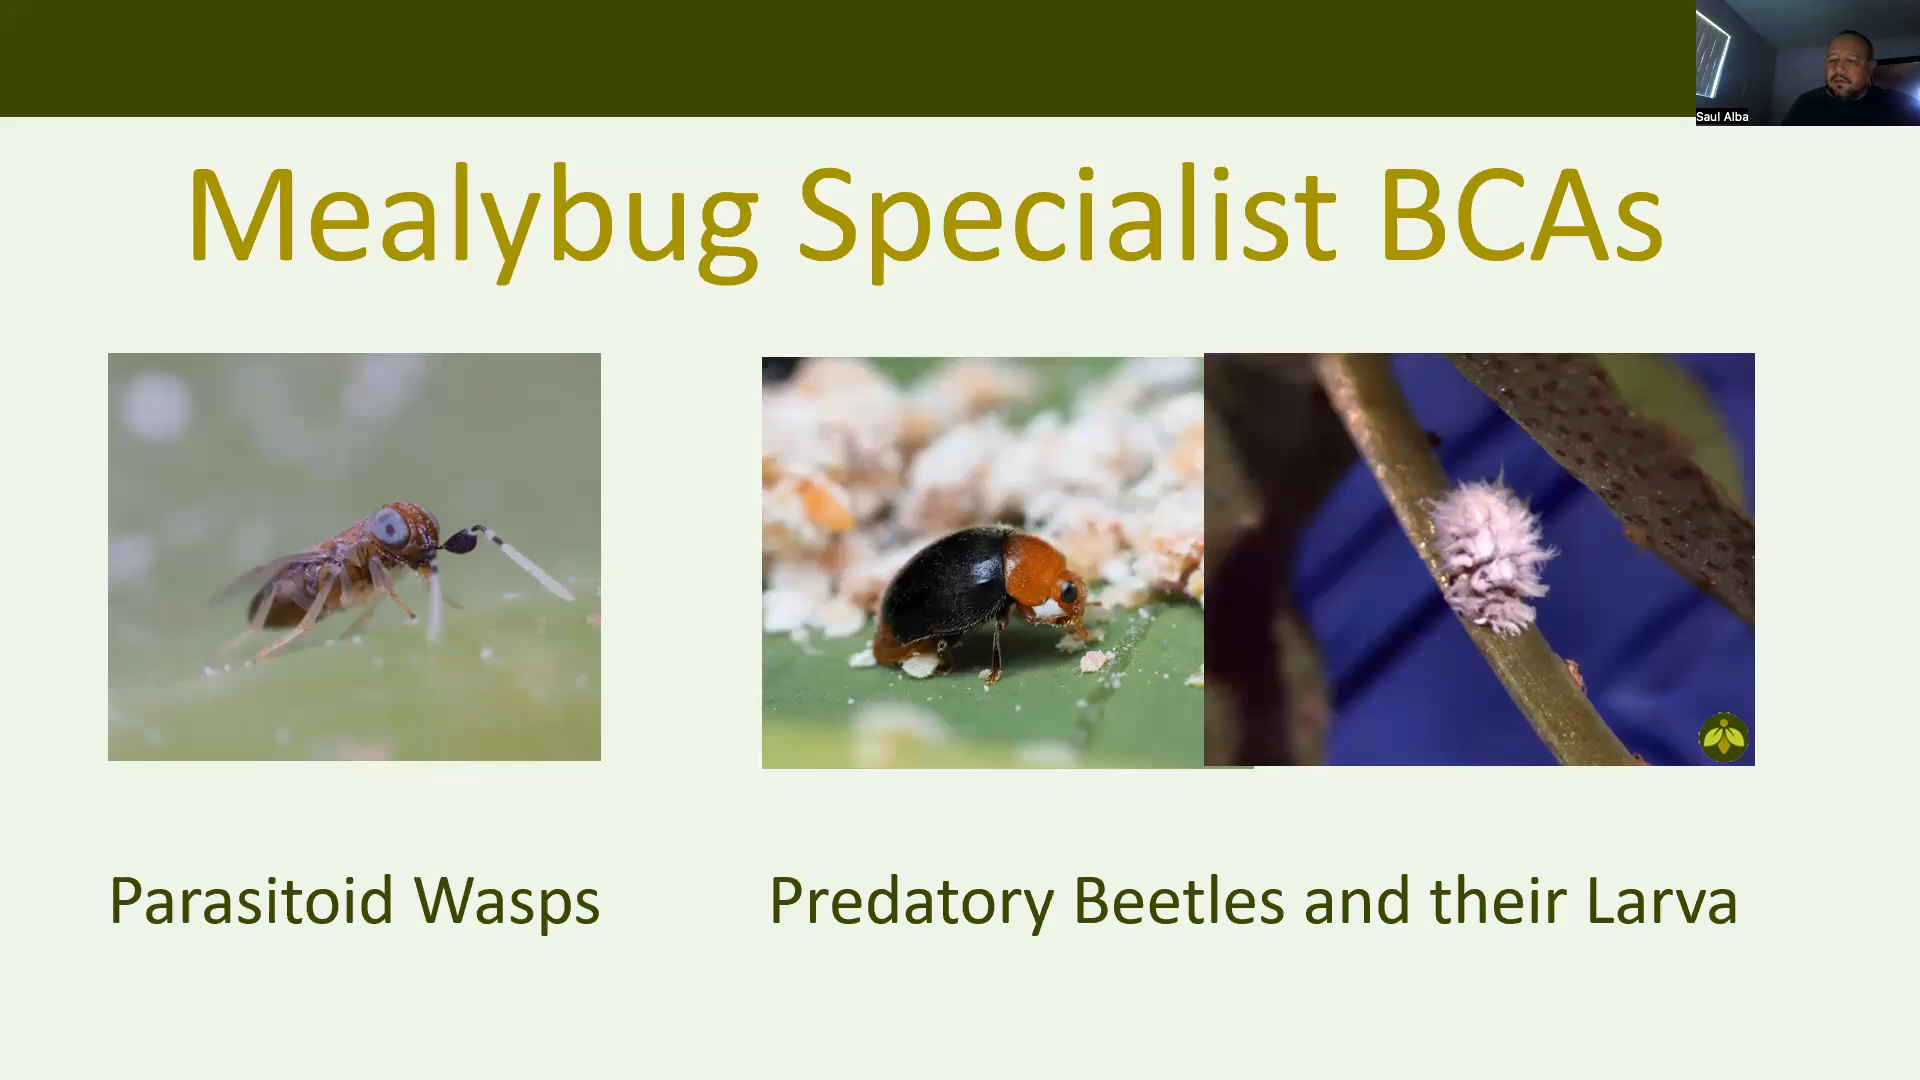 Saul Alba
Mealybug Specialist BCAs
Parasitoid Wasps
Predatory Beetles and their Larva